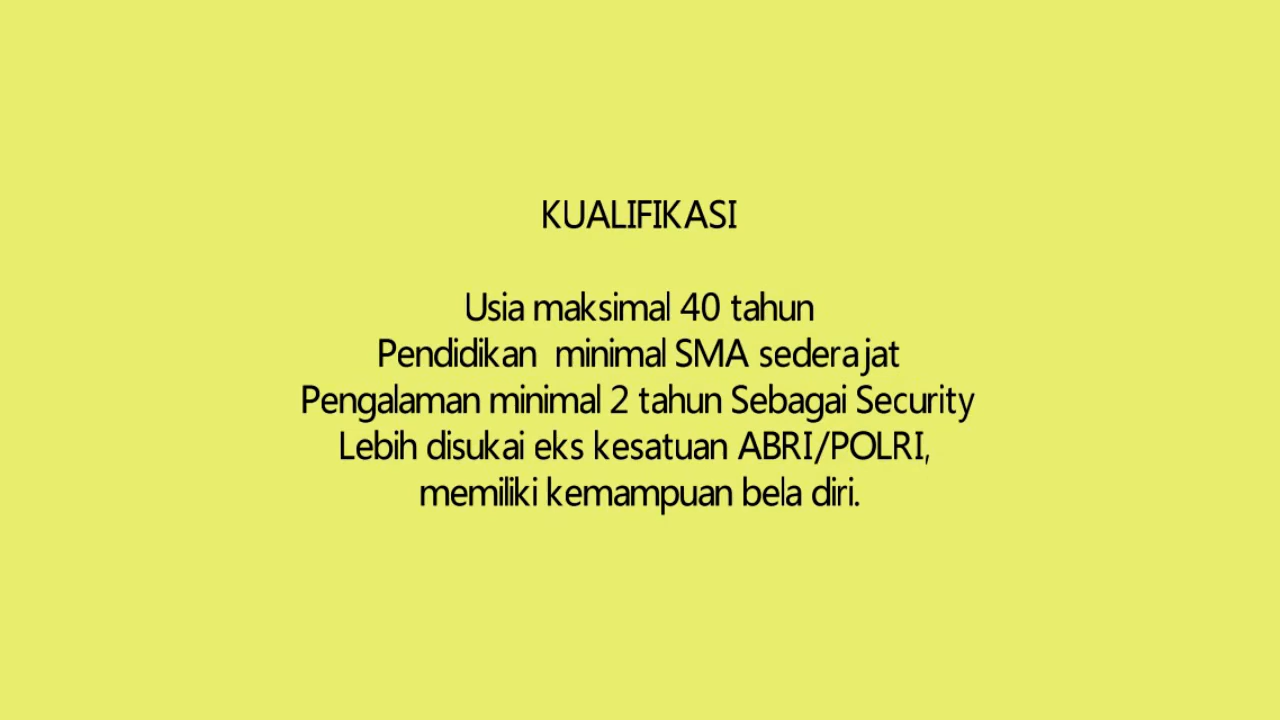 KUALIFIKASI
Usia maksimal 40 tahun
Pendidikan minimal SMA sederajat
Pengalaman minimal 2 tahun Sebagai Security
Lebih disukai eks kesatuan ABRI/POLRI,
memiliki kemampuan bela diri.